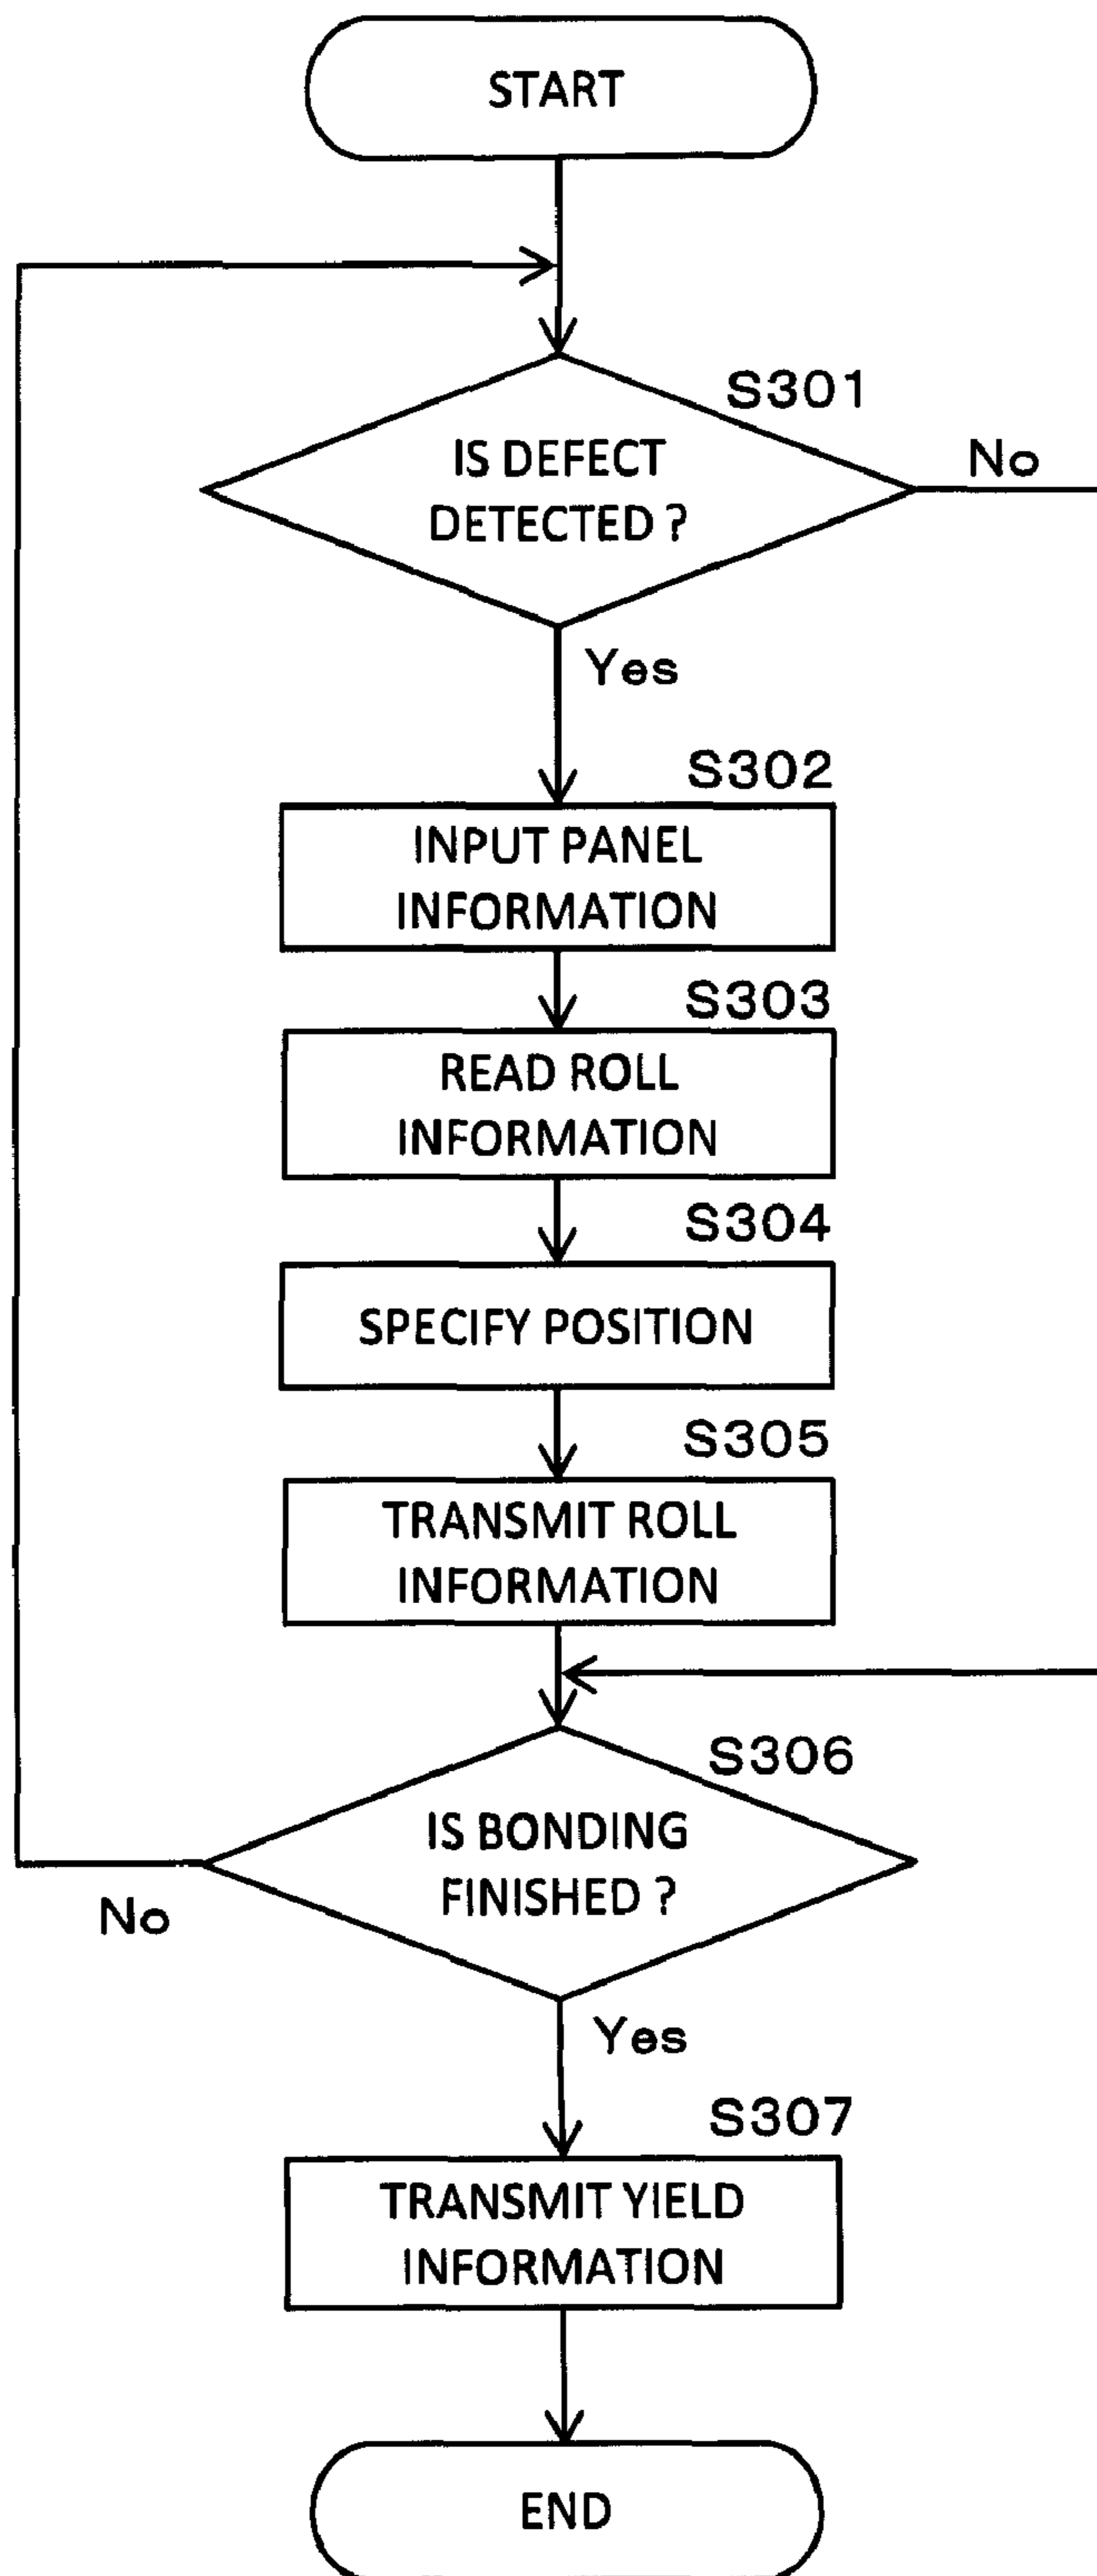 START
S301
IS DEFECT
DETECTED ?
No
Yes
S302
INPUT PANEL
INFORMATION
S303
READ ROLL
INFORMATION
S304
SPECIFY POSITION
S305
TRANSMIT ROLL
INFORMATION
S306
IS BONDING
FINISHED ?
No
Yes
S307
TRANSMIT YIELD
INFORMATION
END